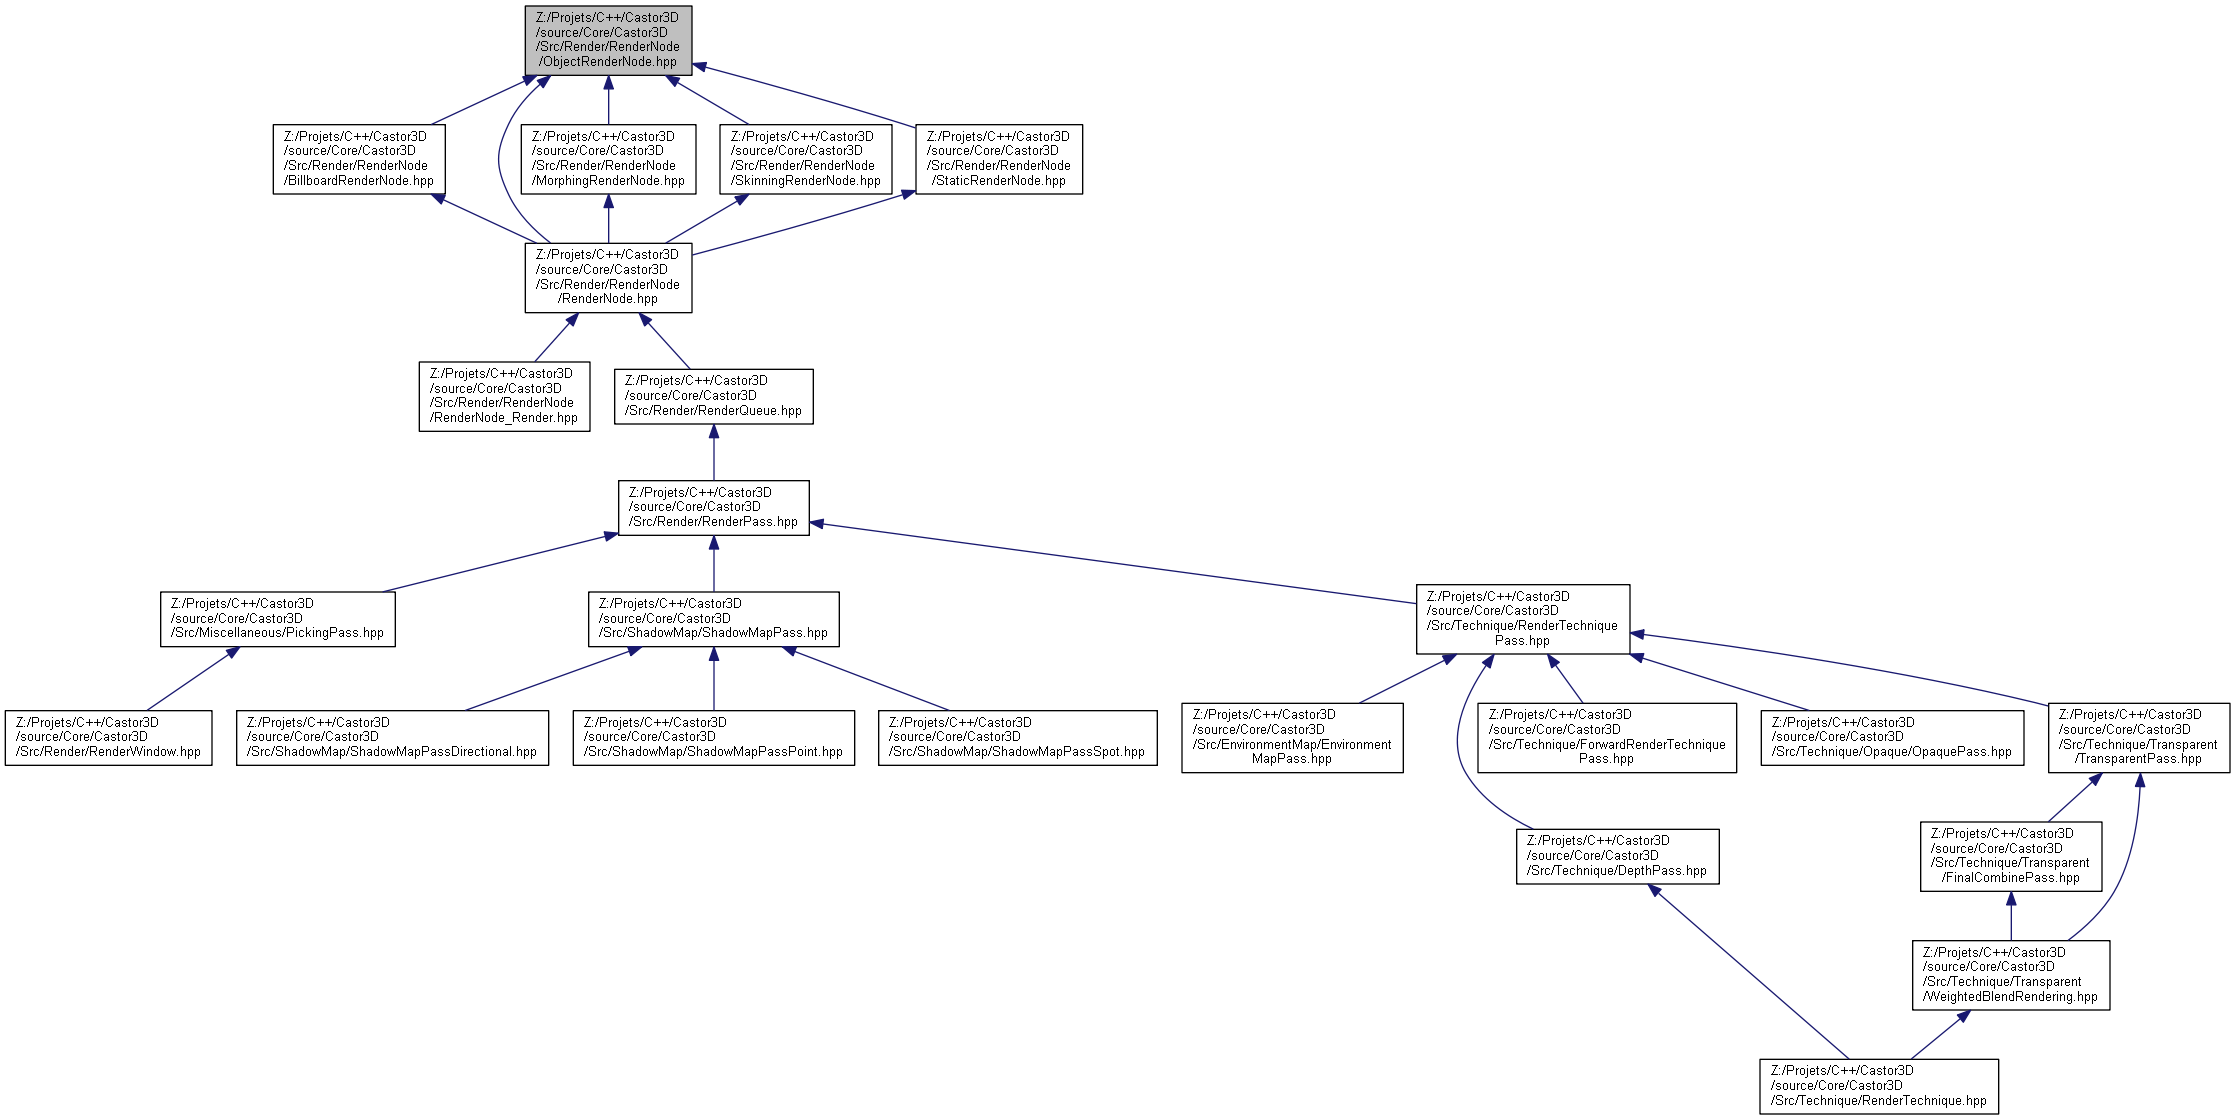 Z:/Projets/C++/Castor3D
/source/Core/Castor3D
/Src/Render/RenderNode
/ObjectRenderNode.hpp
Z:/Projets/C++/Castor3D
/source/Core/Castor3D
/Src/Render/RenderNode
/BillboardRenderNode.hpp
Z:/Projets/C++/Castor3D
/source/Core/Castor3D
/Src/Render/RenderNode
/MorphingRenderNode.hpp
Z:/Projets/C++/Castor3D
/source/Core/Castor3D
/Src/Render/RenderNode
/SkinningRenderNode.hpp
Z:/Projets/C++/Castor3D
/source/Core/Castor3D
/Src/Render/RenderNode
/StaticRenderNode.hpp
Z:/Projets/C++/Castor3D
/source/Core/Castor3D
/Src/Render/RenderNode
/RenderNode.hpp
Z:/Projets/C++/Castor3D
/source/Core/Castor3D
/Src/Render/RenderNode
/RenderNode_Render.hpp
Z:/Projets/C++/Castor3D
/source/Core/Castor3D
/Src/Render/RenderQueue.hpp
Z:/Projets/C++/Castor3D
/source/Core/Castor3D
/Src/Render/RenderPass.hpp
Z:/Projets/C++/Castor3D
/source/Core/Castor3D
/Src/Miscellaneous/PickingPass.hpp
Z:/Projets/C++/Castor3D
/source/Core/Castor3D
/Src/ShadowMap/ShadowMapPass.hpp
Z:/Projets/C++/Castor3D
/source/Core/Castor3D
/Src/Technique/RenderTechnique
Pass.hpp
Z:/Projets/C++/Castor3D
/source/Core/Castor3D
/Src/Render/RenderWindow.hpp
Z:/Projets/C++/Castor3D
/source/Core/Castor3D
/Src/ShadowMap/ShadowMapPassDirectional.hpp
Z:/Projets/C++/Castor3D
/source/Core/Castor3D
/Src/ShadowMap/ShadowMapPassPoint.hpp
Z:/Projets/C++/Castor3D
/source/Core/Castor3D
/Src/ShadowMap/ShadowMapPassSpot.hpp
Z:/Projets/C++/Castor3D
/source/Core/Castor3D
/Src/EnvironmentMap/Environment
MapPass.hpp
Z:/Projets/C++/Castor3D
/source/Core/Castor3D
/Src/Technique/ForwardRenderTechnique
Pass.hpp
Z:/Projets/C++/Castor3D
/source/Core/Castor3D
/Src/Technique/Opaque/OpaquePass.hpp
Z:/Projets/C++/Castor3D
/source/Core/Castor3D
/Src/Technique/Transparent
/TransparentPass.hpp
Z:/Projets/C++/Castor3D
/source/Core/Castor3D
/Src/Technique/DepthPass.hpp
Z:/Projets/C++/Castor3D
/source/Core/Castor3D
/Src/Technique/Transparent
/FinalCombinePass.hpp
Z:/Projets/C++/Castor3D
/source/Core/Castor3D
/Src/Technique/Transparent
/WeightedBlendRendering.hpp
Z:/Projets/C++/Castor3D
/source/Core/Castor3D
/Src/Technique/RenderTechnique.hpp